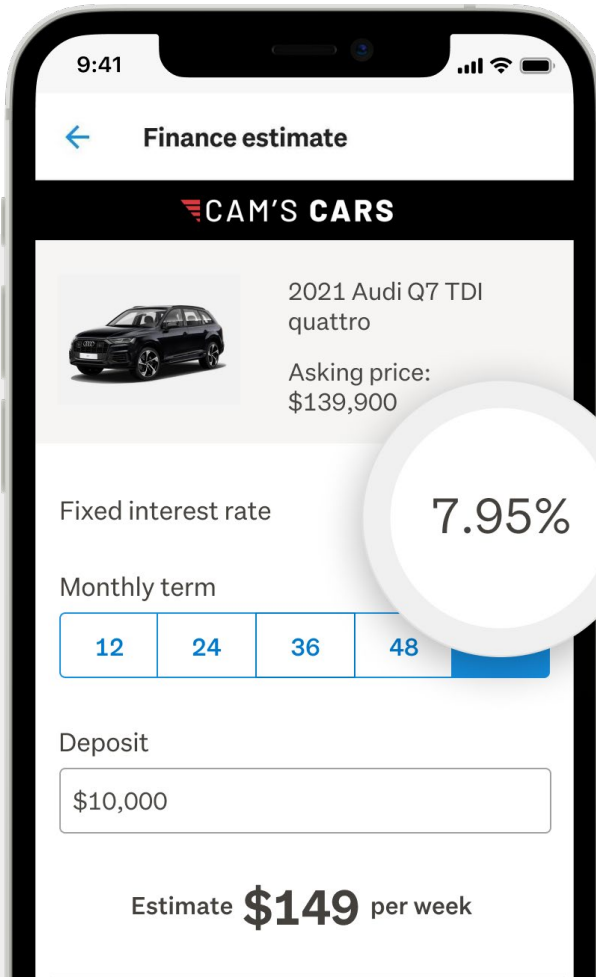 9:41
Finance estimate
CAM'S CARS
2021 Audi Q7 TDI
quattro
Asking price:
$139,900
Fixed interest rate
7.95%
Monthly term
12 24 36 48
Deposit
$10,000
Estimate $149 per week